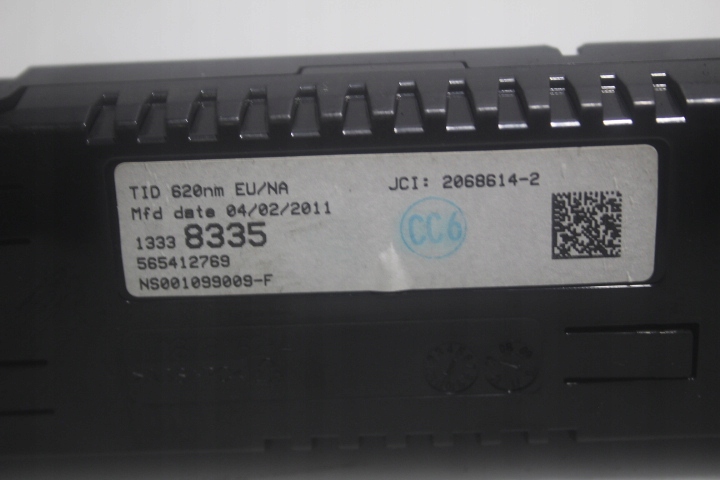 TID 620nm EU/NA
JCI: 2068614-2
Mfd date 04/02/2011
1333 8335
CC6
565412769
NS001099009-F